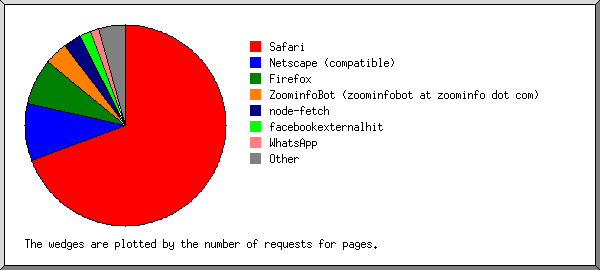 Safari
Netscape (compatible)
Firefox
ZoominfoBot (zoominfobot at zoominfo dot com)
node-fetch
facebookexternalhit
WhatsApp
Other
The wedges are plotted by the number of requests for pages.